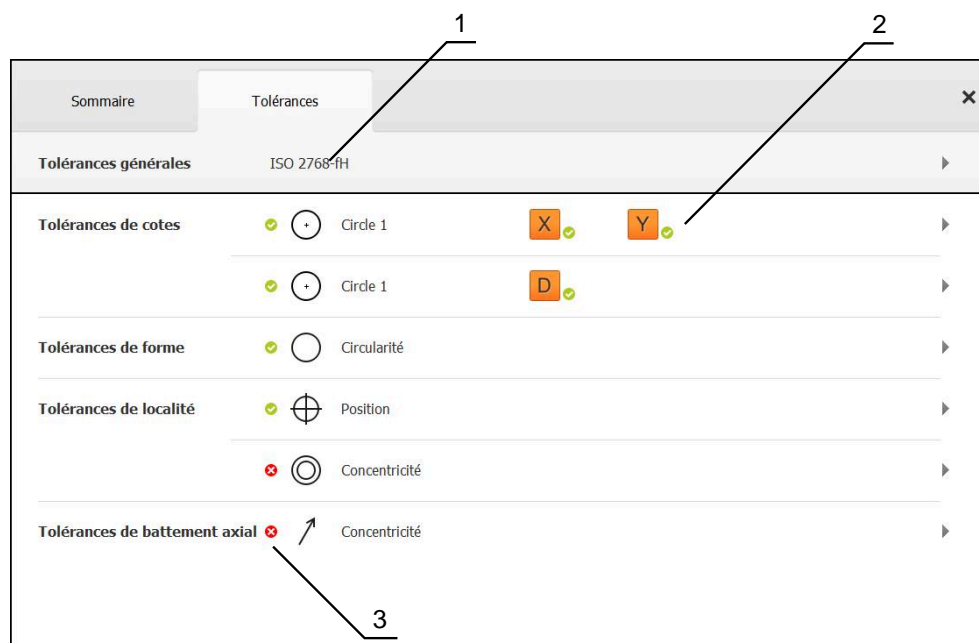 1
2
Sommaire Tolérances ×
Tolérances générales ISO 2768-fH
Tolérances de cotes Circle 1 X Y
Circle 1 D
Tolérances de forme Circularité
Tolérances de localité Position
Concentricité
Tolérances de battement axial Concentricité
3